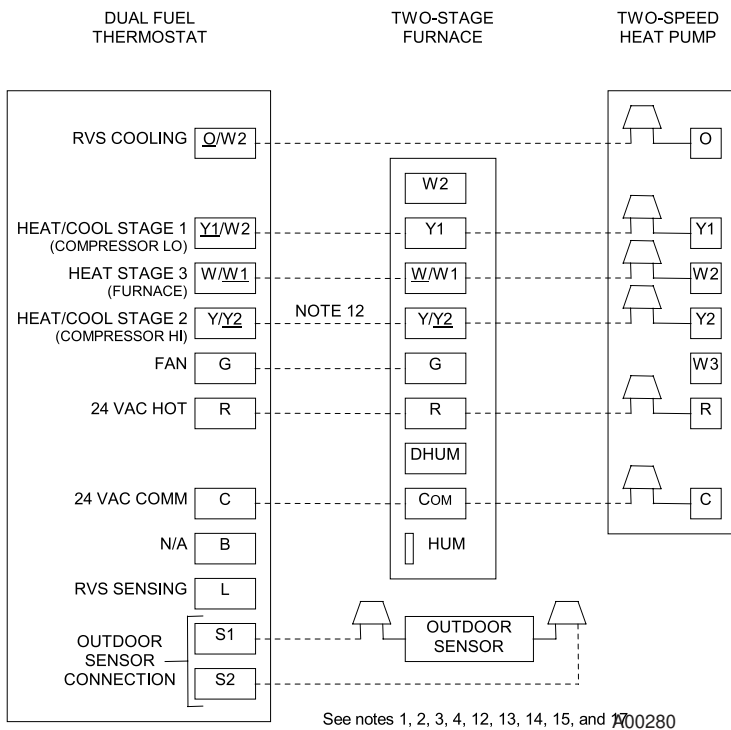 DUAL FUEL
THERMOSTAT
TWO-STAGE
FURNACE
TWO-SPEED
HEAT PUMP
RVS COOLING
O/W2
O
W2
HEAT/COOL STAGE 1
(COMPRESSOR LO)
Y1/W2
Y1
Y1
HEAT STAGE 3
(FURNACE)
W/W1
W/W1
W2
HEAT/COOL STAGE 2
(COMPRESSOR HI)
Y/Y2
NOTE 12
Y/Y2
Y2
FAN
G
G
W3
24 VAC HOT
R
R
R
DHUM
24 VAC COMM
C
COM
C
N/A
B
HUM
RVS SENSING
L
OUTDOOR
SENSOR
CONNECTION
S1
S2
OUTDOOR
SENSOR
See notes 1, 2, 3, 4, 12, 13, 14, 15, and 17
A00280